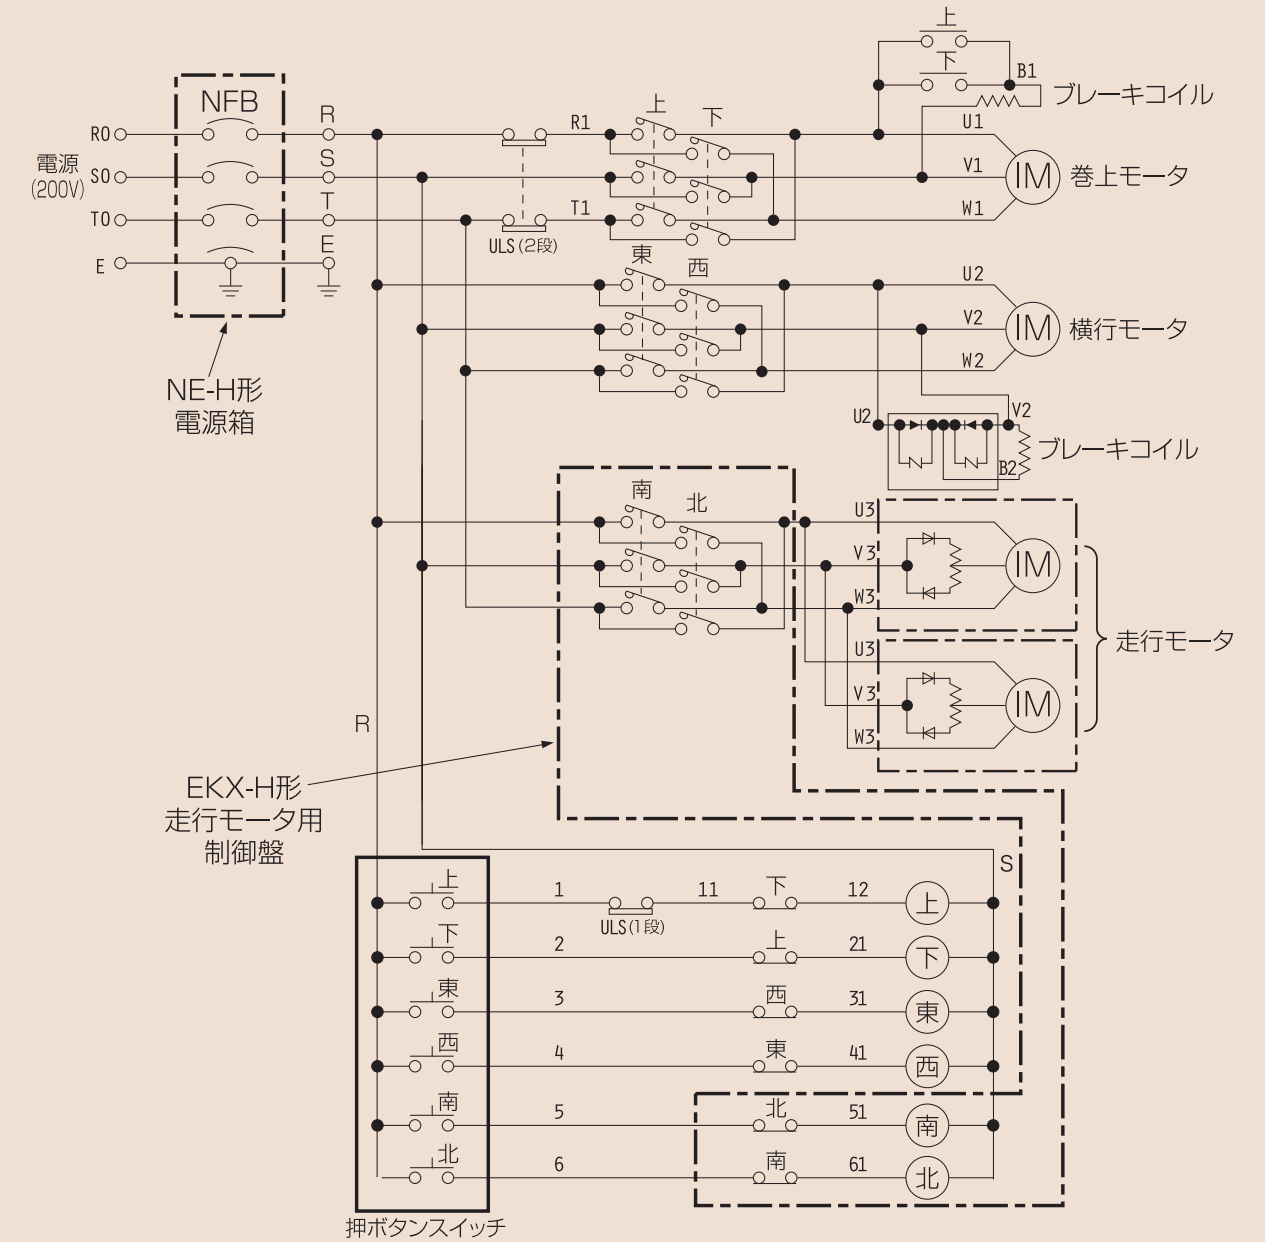 上
下
B1
ブレーキコイル
NFB
R
上
下
R0
R1
U1
電源
(200V)
S0
S
V1
IM
巻上モータ
T0
T
T1
W1
E
E
ULS(2段)
東
西
U2
V2
IM
横行モータ
W2
NE-H形
電源箱
U2
V2
ブレーキコイル
B2
南
北
U3
V3
IM
W3
走行モータ
U3
V3
IM
W3
R
EKX-H形
走行モータ用
制御盤
S
上
1
11
下
12
上
ULS(1段)
下
2
上
21
下
東
3
西
31
東
西
4
東
41
西
南
5
北
51
南
北
6
南
61
北
押ボタンスイッチ